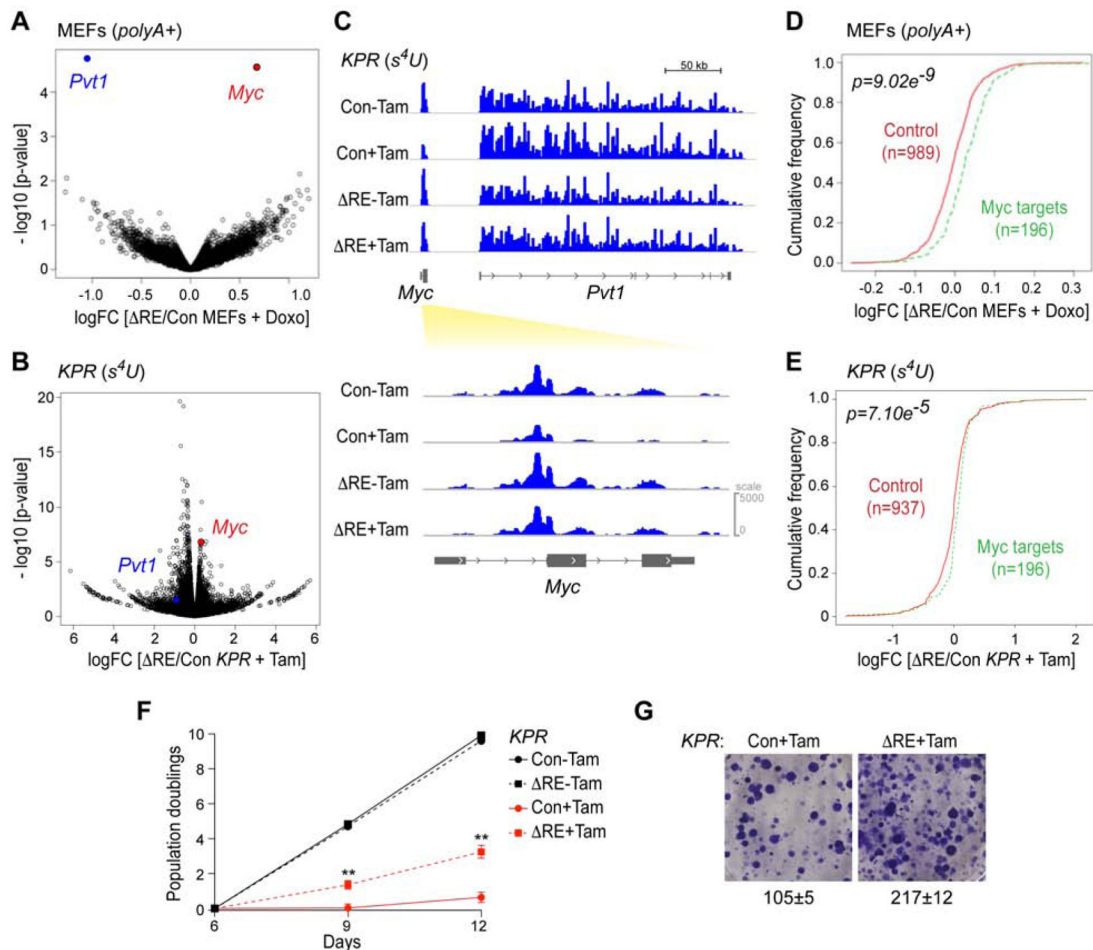 A
MEFs (polyA+)
Pvt1
Myc
- log10 [p-value]
4
3
2
1
0
-1.0
0.0
0.5
1.0
logFC [ΔRE/Con MEFs + Doxo]
B
KPR (s⁴U)
Pvt1
Myc
- log10 [p-value]
20
15
10
5
0
6
4
2
0
2
4
6
logFC [ΔRE/Con KPR + Tam]
C
KPR (s⁴U)
50 kb
Con-Tam
Con+Tam
ΔRE-Tam
ΔRE+Tam
Myc
Pvt1
Con-Tam
Con+Tam
ΔRE-Tam
ΔRE+Tam
scale
5000
0
Myc
D
MEFs (polyA+)
p=9.02e⁻9
Control
(n=989)
Myc targets
(n=196)
Cumulative frequency
1.0
0.8
0.6
0.4
0.2
0.0
-0.2
-0.1
0.0
0.1
0.2
0.3
logFC [ΔRE/Con MEFs + Doxo]
E
KPR (s⁴U)
p=7.10e⁻5
Control
(n=937)
Myc targets
(n=196)
Cumulative frequency
1.0
0.8
0.6
0.4
0.2
0
-1
0
1
2
logFC [ΔRE/Con KPR + Tam]
F
Population doublings
10
8
6
4
2
0
6
9
12
Days
**
**
KPR
Con-Tam
ΔRE-Tam
Con+Tam
ΔRE+Tam
G
KPR:
Con+Tam
ΔRE+Tam
105±5
217±12